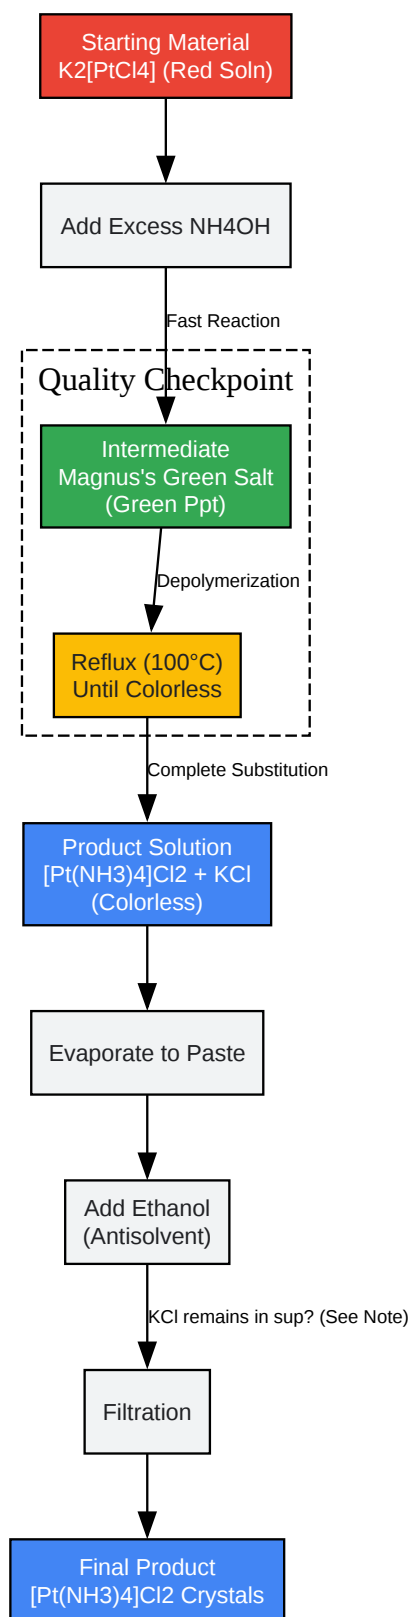 Starting Material
K2[PtCl4] (Red Soln)
Add Excess NH4OH
Fast Reaction
Quality Checkpoint
Intermediate
Magnus's Green Salt
(Green Ppt)
Depolymerization
Reflux (100°C)
Until Colorless
Complete Substitution
Product Solution
[Pt(NH3)4]Cl2 + KCl
(Colorless)
Evaporate to Paste
Add Ethanol
(Antisolvent)
KCl remains in sup? (See Note)
Filtration
Final Product
[Pt(NH3)4]Cl2 Crystals